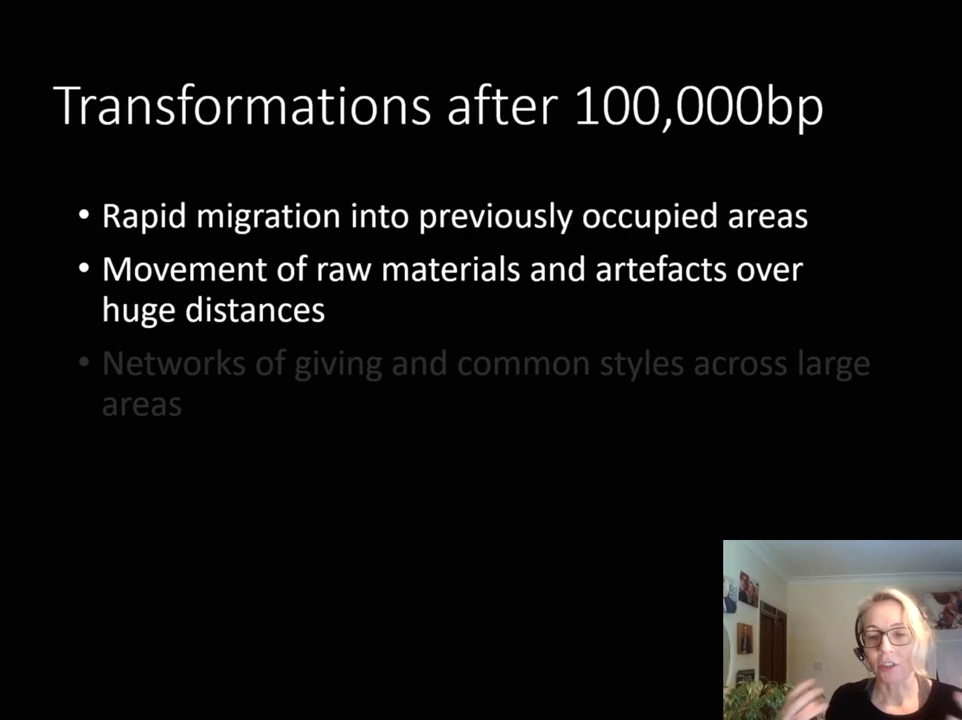 Transformations after 100,000bp
• Rapid migration into previously occupied areas
• Movement of raw materials and artefacts over
huge distances
• Networks of giving and common styles across large
areas